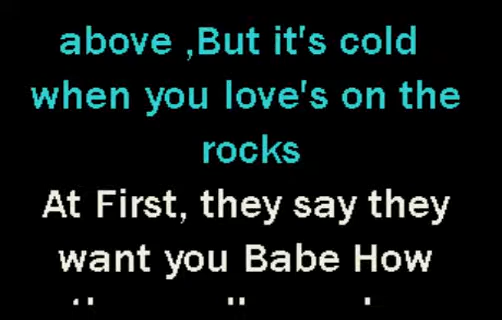 above ,But it's cold
when you love's on the
rocks
At First, they say they
want you Babe How